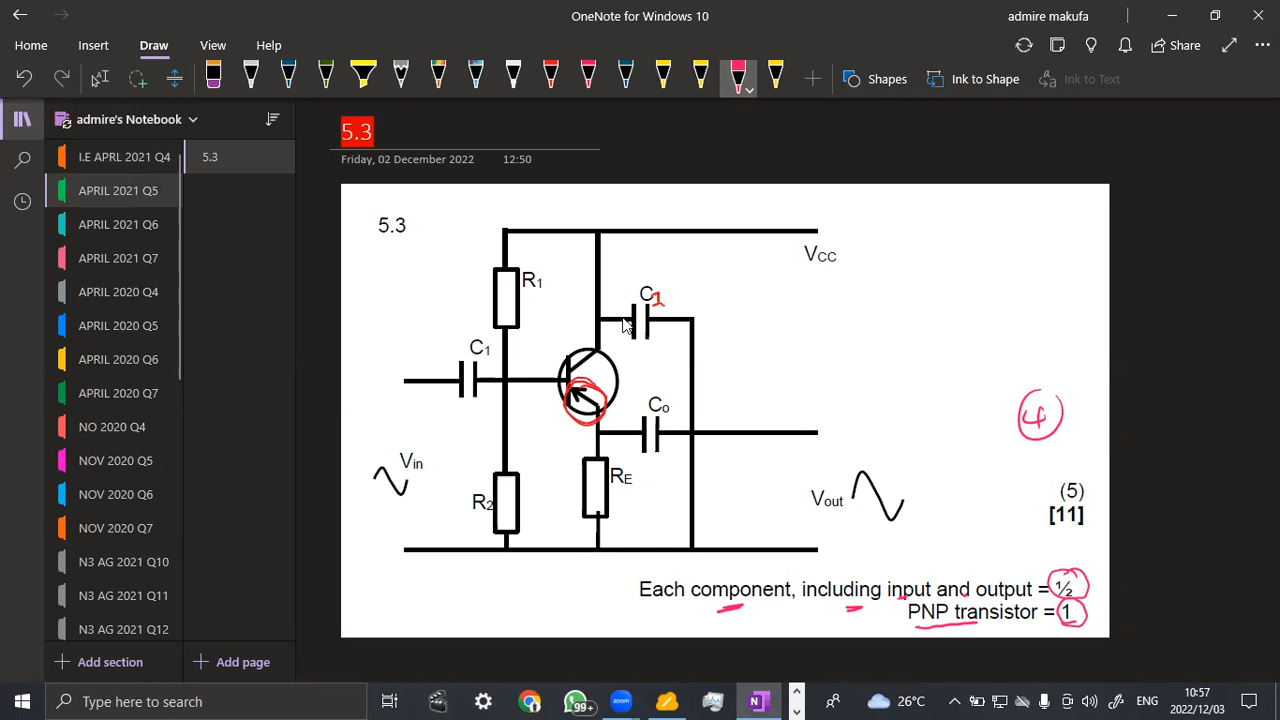 OneNote for Windows 10
admire makufa
Home
Insert
Draw
View
Help
Share
Shapes
Ink to Shape
Ink to Text
admire's Notebook
I.E APRL 2021 Q4
APRIL 2021 Q5
APRIL 2021 Q6
APRIL 2021 Q7
APRIL 2020 Q4
APRIL 2020 Q5
APRIL 2020 Q6
APRIL 2020 Q7
NO 2020 Q4
NOV 2020 Q5
NOV 2020 Q6
NOV 2020 Q7
N3 AG 2021 Q10
N3 AG 2021 Q11
N3 AG 2021 Q12
Add section
5.3
Add page
5.3
Friday, 02 December 2022 12:50
5.3
VCC
R1
C1
C1
Co
4
Vin
RE
R2
Vout
(5)
[11]
Each component, including input and output = ½
PNP transistor = 1
Type here to search
99+
26°C
ENG
10:57
2022/12/03